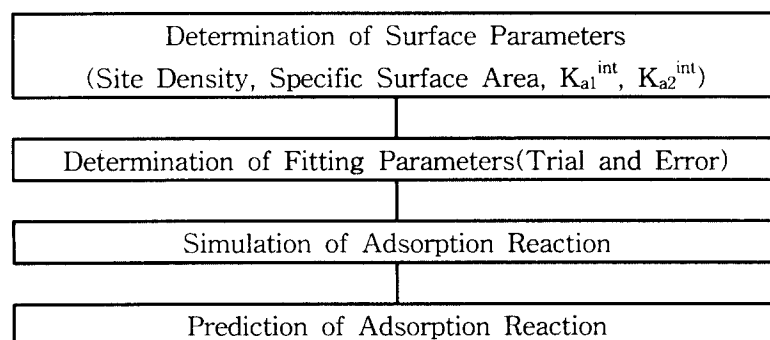 Determination of Surface Parameters
(Site Density, Specific Surface Area, Kₐ₁ⁱⁿᵗ, Kₐ₂ⁱⁿᵗ)
Determination of Fitting Parameters(Trial and Error)
Simulation of Adsorption Reaction
Prediction of Adsorption Reaction